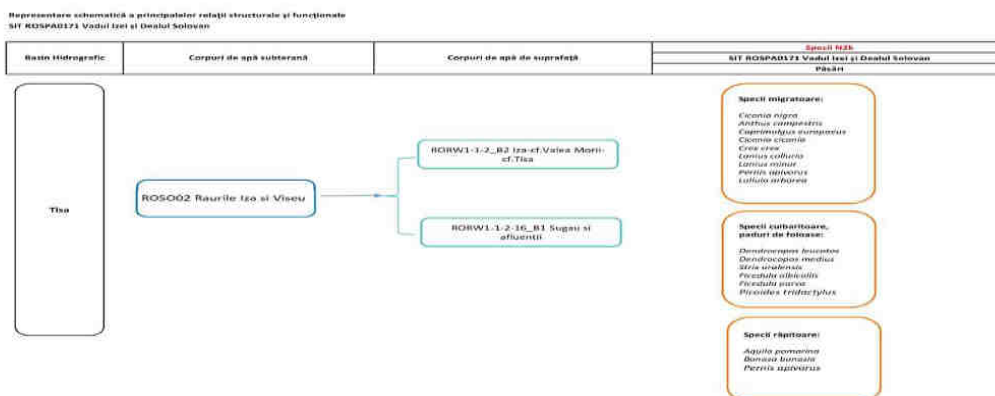 Reprezentare schematică a principalelor relații structurale și funcționale
SIT ROSPA0171 Vadul Izei și Dealul Solovan
Bazin Hidrografic
Corpuri de apă subterană
Corpuri de apă de suprafață
Specii N2k
SIT ROSPA0171 Vadul Izei și Dealul Solovan
Păsări
Tisa
ROSO02 Raurile Iza si Viseu
RORW1-1-2_B2 Iza-cf.Valea Morii-
cf.Tisa
RORW1-1-2-16_B1 Sugau si
afluentii
Specii migratoare:
Ciconia nigra
Anthus campestris
Caprimulgus europaeus
Ciconia ciconia
Crex crex
Lanius collurio
Lanius minor
Pernis apivorus
Lullula arborea
Specii cuibaritoare,
paduri de foioase:
Dendrocopos leucotos
Dendrocopos medius
Strix uralensis
Ficedula albicollis
Ficedula parva
Picoides tridactylus
Specii răpitoare:
Aquila pomarina
Bonasa bonasia
Pernis apivorus